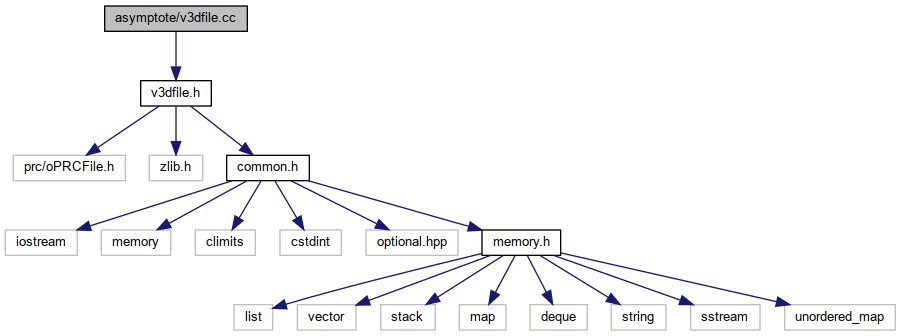 asymptote/v3dfile.cc
v3dfile.h
prc/oPRCFile.h
zlib.h
common.h
iostream
memory
climits
cstdint
optional.hpp
memory.h
list
vector
stack
map
deque
string
sstream
unordered_map